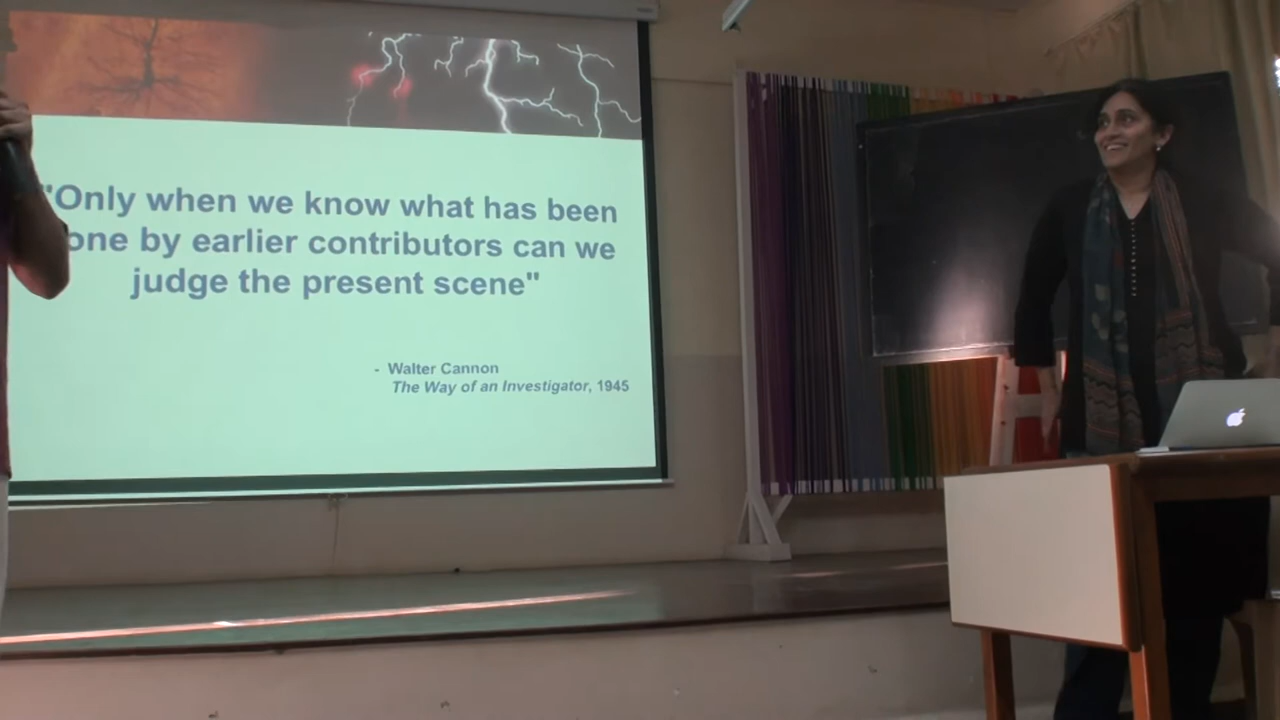 "Only when we know what has been
one by earlier contributors can we
judge the present scene"
- Walter Cannon
The Way of an Investigator, 1945